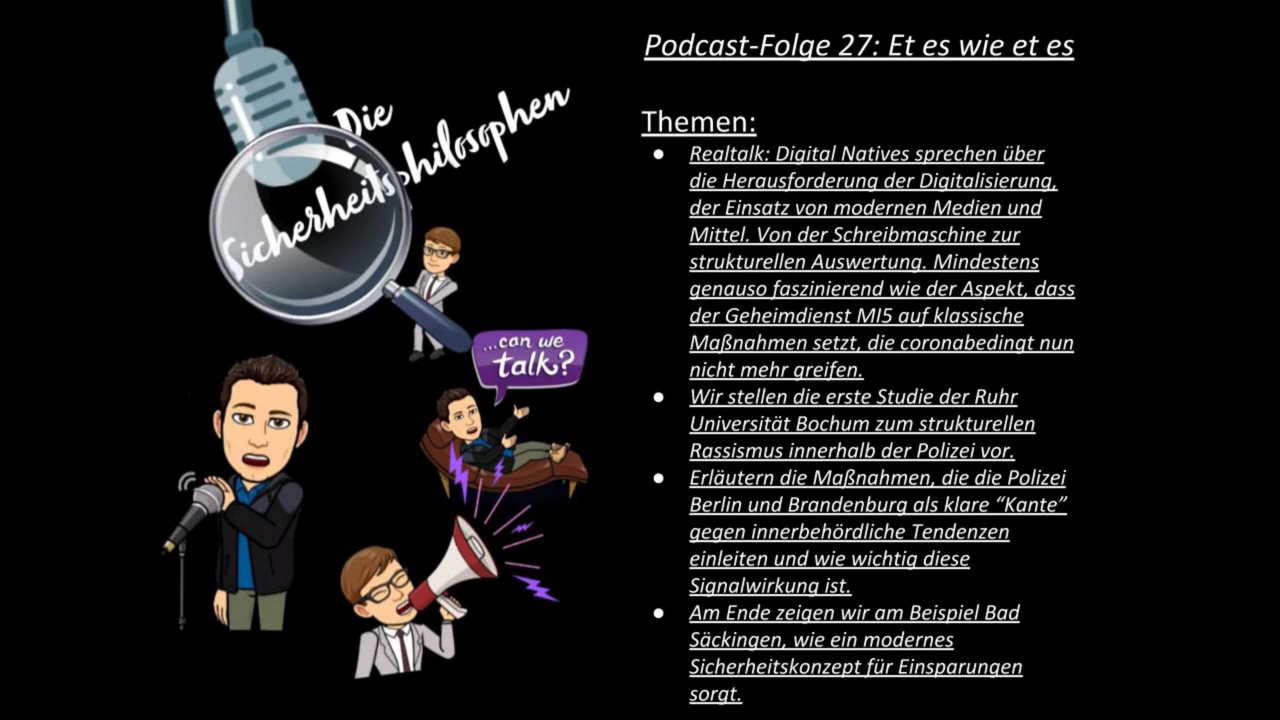 Die
Sicherheitsphilosophen
...can we
talk?
Podcast-Folge 27: Et es wie et es
Themen:
● Realtalk: Digital Natives sprechen über
die Herausforderung der Digitalisierung,
der Einsatz von modernen Medien und
Mittel. Von der Schreibmaschine zur
strukturellen Auswertung. Mindestens
genauso faszinierend wie der Aspekt, dass
der Geheimdienst MI5 auf klassische
Maßnahmen setzt, die coronabedingt nun
nicht mehr greifen.
● Wir stellen die erste Studie der Ruhr
Universität Bochum zum strukturellen
Rassismus innerhalb der Polizei vor.
● Erläutern die Maßnahmen, die die Polizei
Berlin und Brandenburg als klare “Kante”
gegen innerbehördliche Tendenzen
einleiten und wie wichtig diese
Signalwirkung ist.
● Am Ende zeigen wir am Beispiel Bad
Säckingen, wie ein modernes
Sicherheitskonzept für Einsparungen
sorgt.